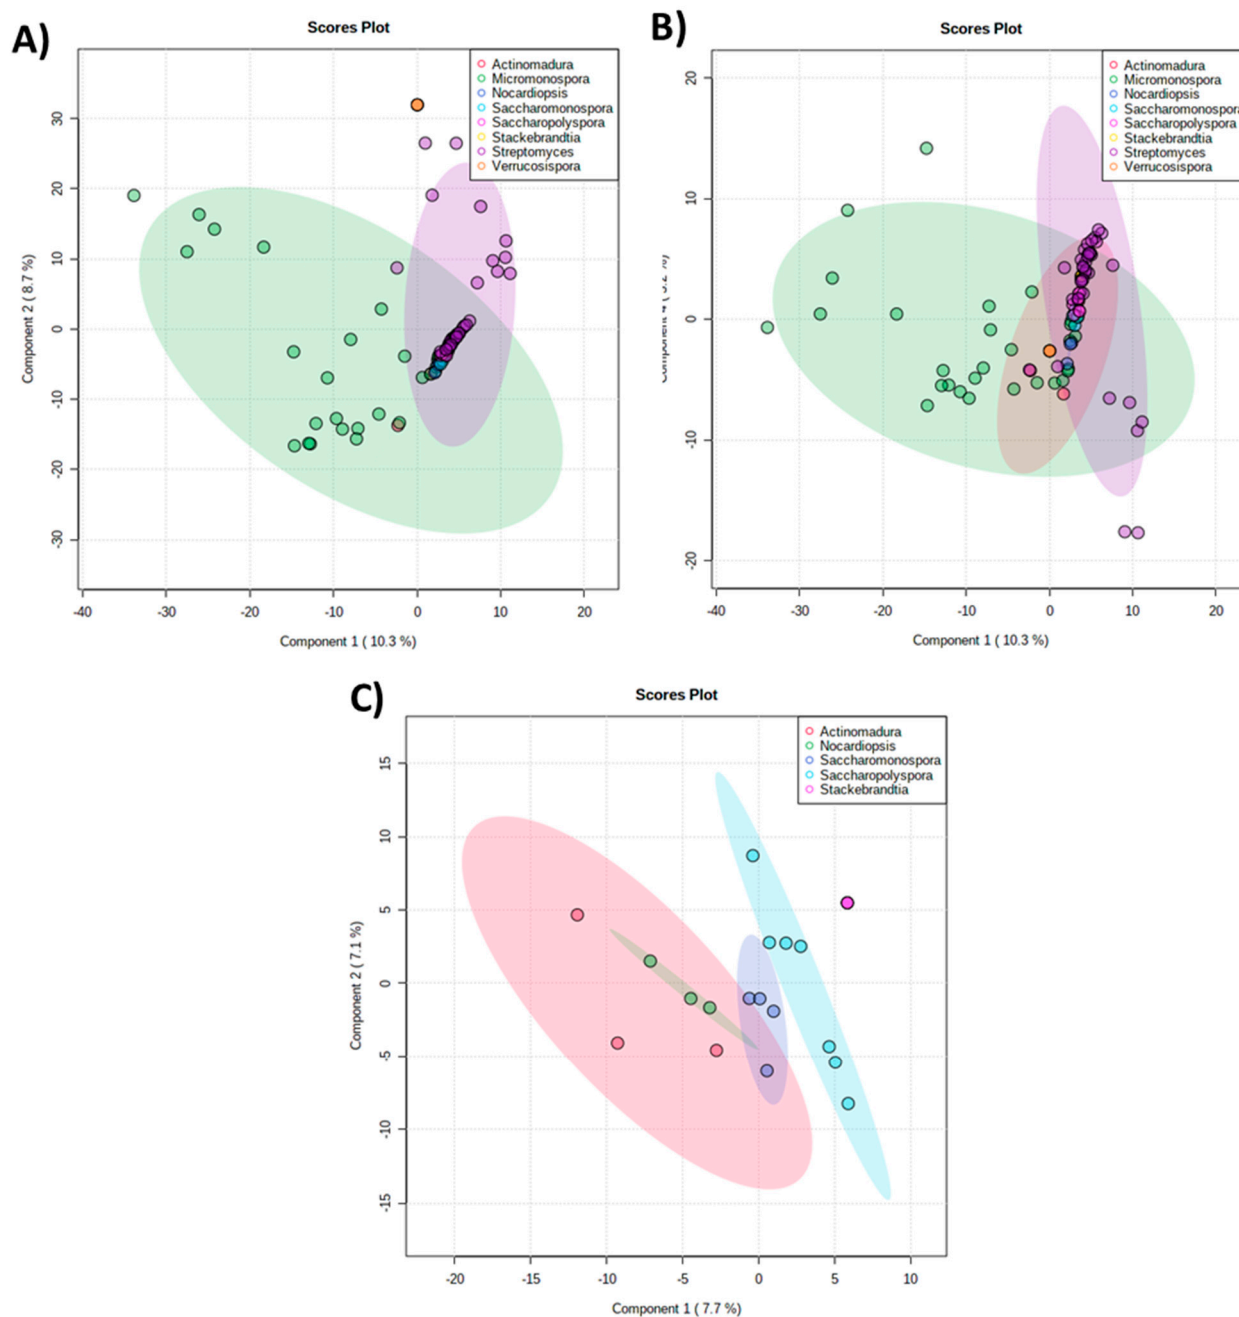 A)
Scores Plot
Actinomadura
Micromonospora
Nocardiopsis
Saccharomonospora
Saccharopolyspora
Stackebrandtia
Streptomyces
Verrucosispora
Component 2 ( 8.7 %)
30
20
10
0
-10
-20
-30
-40
-30
-20
-10
0
10
20
Component 1 ( 10.3 %)
B)
Scores Plot
Actinomadura
Micromonospora
Nocardiopsis
Saccharomonospora
Saccharopolyspora
Stackebrandtia
Streptomyces
Verrucosispora
20
10
0
-10
-20
-40
-30
-20
-10
0
10
20
Component 1 ( 10.3 %)
C)
Scores Plot
Actinomadura
Nocardiopsis
Saccharomonospora
Saccharopolyspora
Stackebrandtia
Component 2 ( 7.1 %)
15
10
5
0
-5
-10
-15
-20
-15
-10
-5
0
5
10
Component 1 ( 7.7 %)